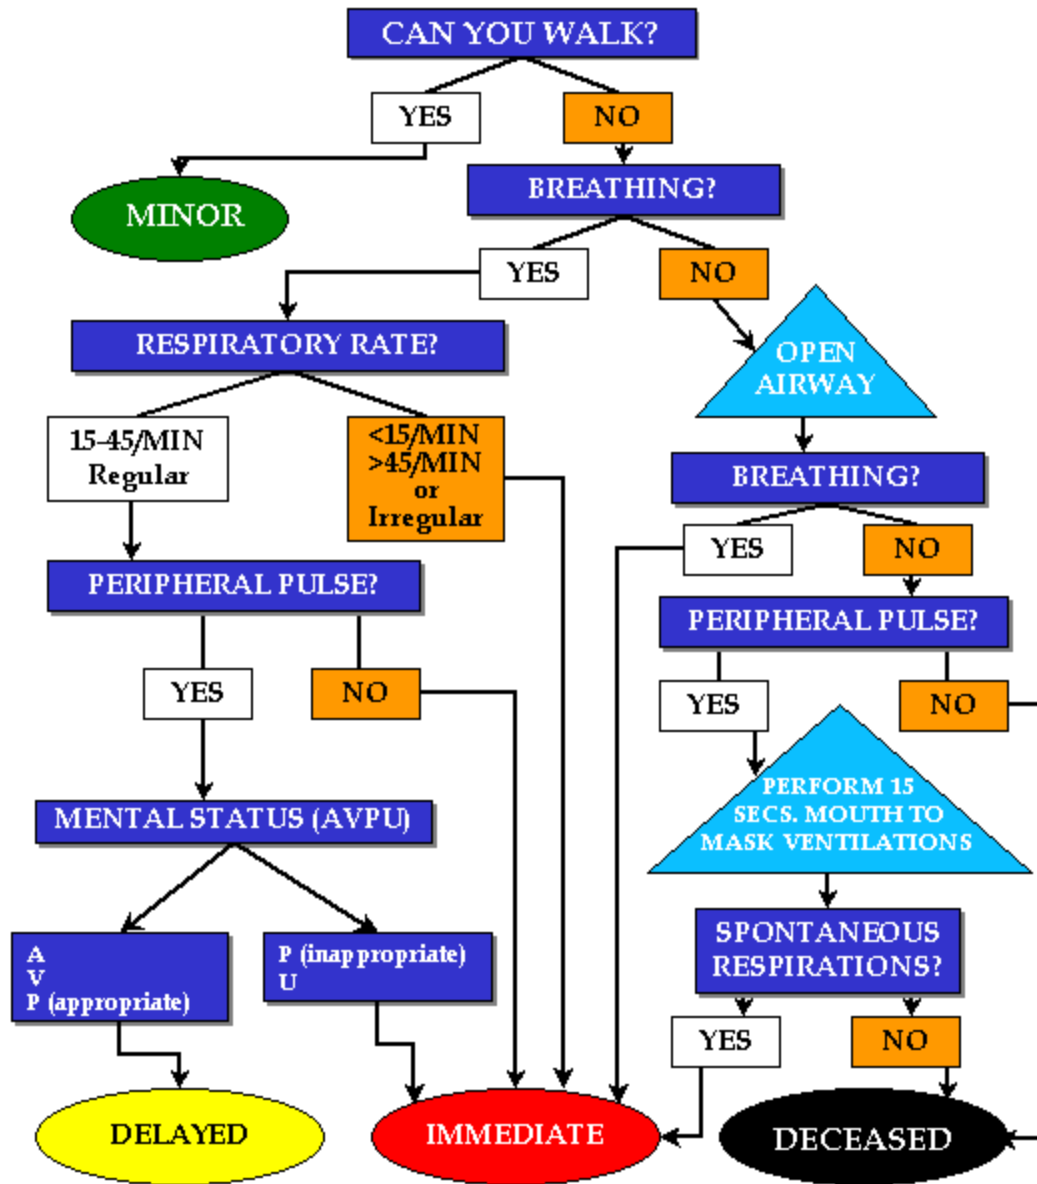 CAN YOU WALK?
YES
NO
MINOR
BREATHING?
YES
NO
RESPIRATORY RATE?
OPEN
AIRWAY
15-45/MIN
Regular
<15/MIN
>45/MIN
or
Irregular
BREATHING?
YES
NO
PERIPHERAL PULSE?
PERIPHERAL PULSE?
YES
NO
YES
NO
MENTAL STATUS (AVPU)
PERFORM 15
SECS. MOUTH TO
MASK VENTILATIONS
A
V
P (appropriate)
P (inappropriate)
U
SPONTANEOUS
RESPIRATIONS?
YES
NO
DELAYED
IMMEDIATE
DECEASED